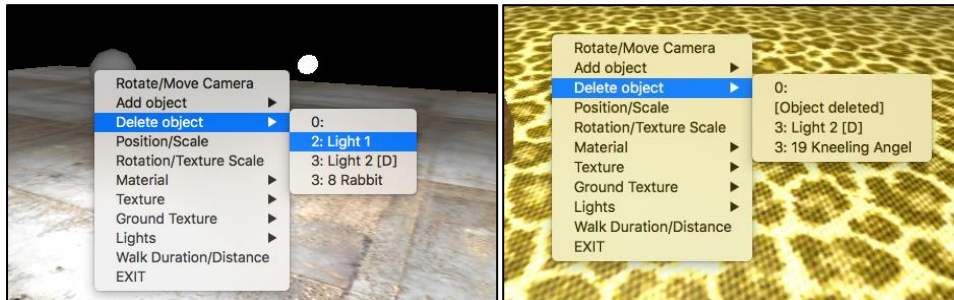 Rotate/Move Camera
Add object
Delete object
Position/Scale
Rotation/Texture Scale
Material
Texture
Ground Texture
Lights
Walk Duration/Distance
EXIT
0:
2: Light 1
3: Light 2 [D]
3: 8 Rabbit
Rotate/Move Camera
Add object
Delete object
Position/Scale
Rotation/Texture Scale
Material
Texture
Ground Texture
Lights
Walk Duration/Distance
EXIT
0:
[Object deleted]
3: Light 2 [D]
3: 19 Kneeling Angel